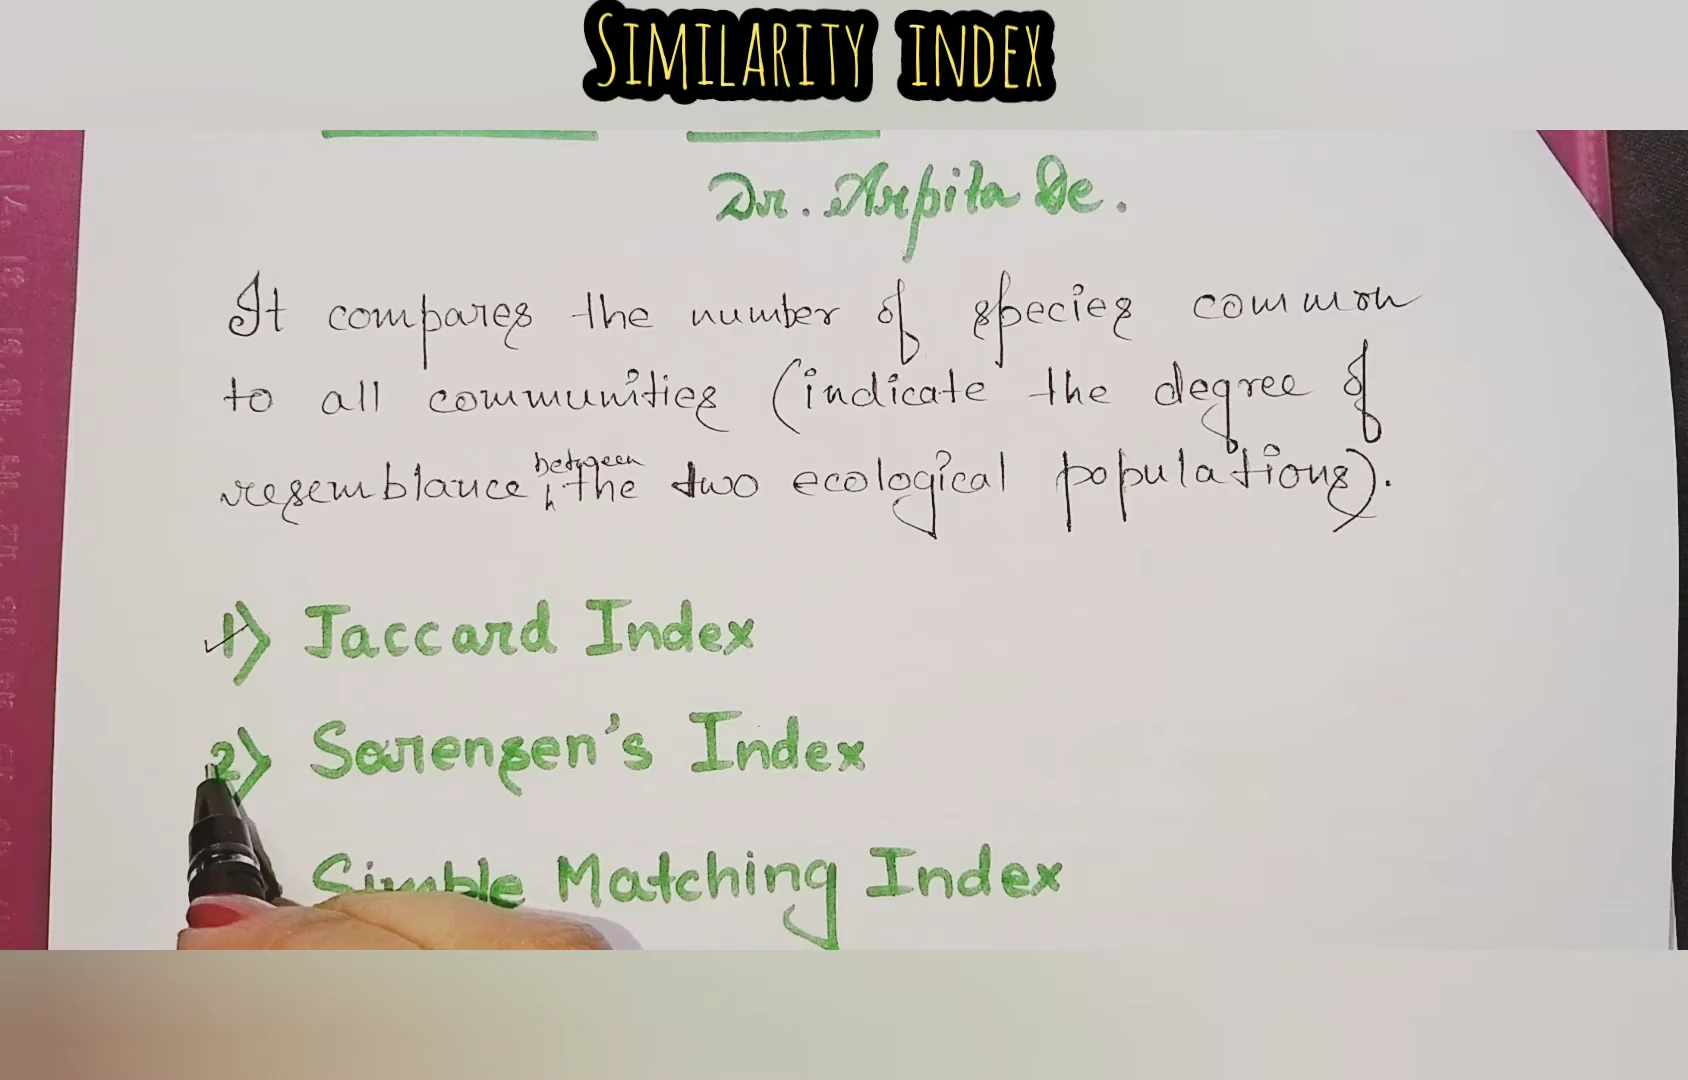 SIMILARITY INDEX
Dr. Arpita De.
It compares the number of species common
to all communities (indicate the degree of
resemblance between the two ecological populations).
1) Jaccard Index
2) Sorensen's Index
Simple Matching Index